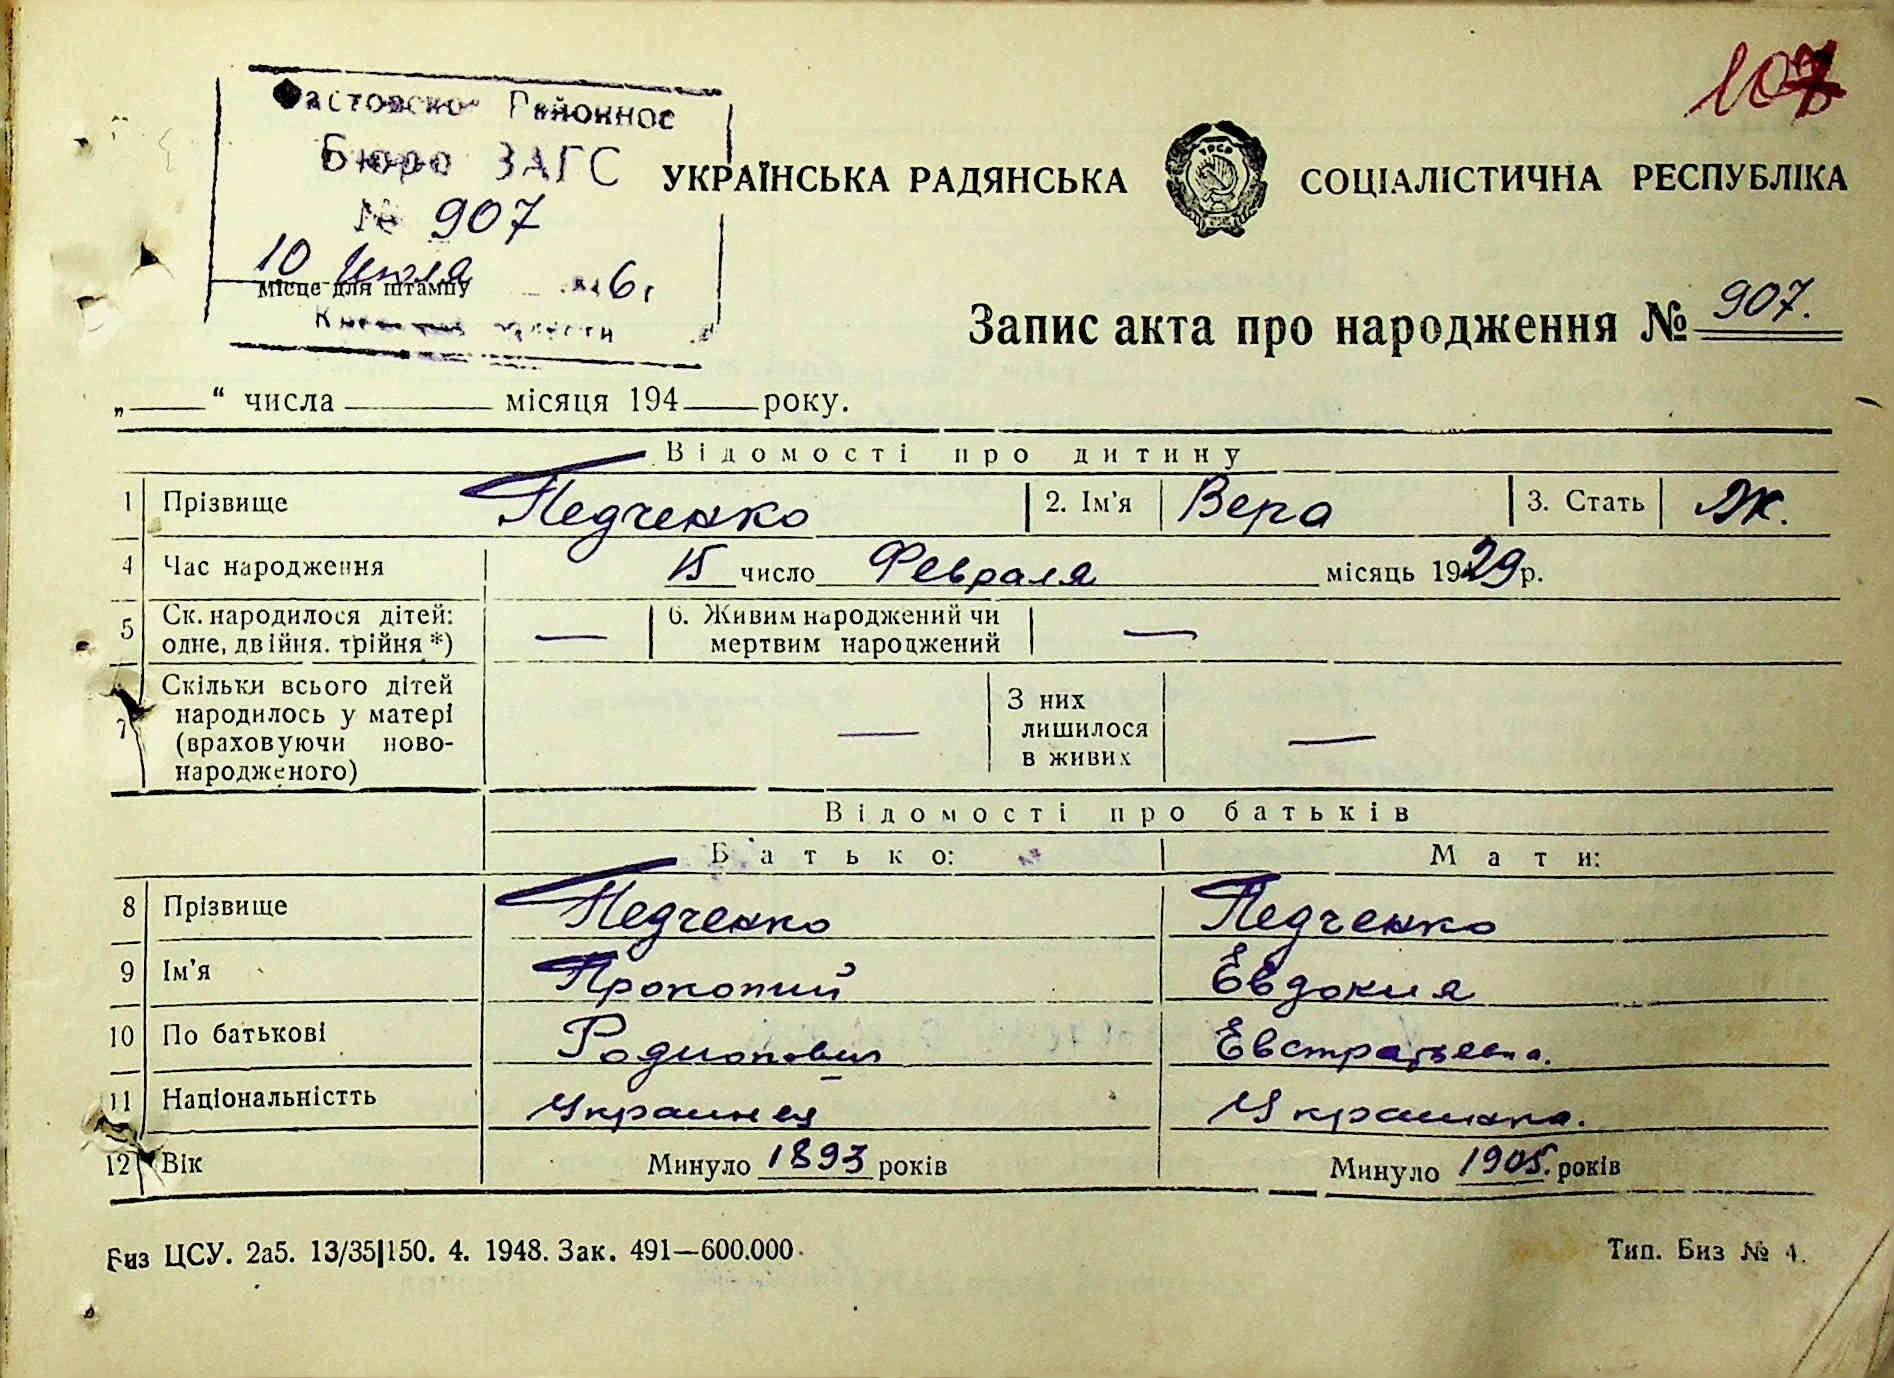 107
Фастовское Районное
Бюро ЗАГС
№ 907
10 Июля 6 г
Місце для штампу
УКРАЇНСЬКА РАДЯНСЬКА СОЦІАЛІСТИЧНА РЕСПУБЛІКА
УРСР
Запис акта про народження № 907.
„ “ числа місяця 194 року.
Відомості про дитину
1 Прізвище Педченко 2. Ім'я Вера 3. Стать Ж.
4 Час народження 15 число Февраля місяць 1929 р.
5 Ск. народилося дітей: одне, двійня. трійня *) — 6. Живим народжений чи мертвим народжений —
7 Скільки всього дітей народилось у матері (враховуючи ново-народженого) — З них лишилося в живих —
Відомості про батьків
Батько: Мати:
8 Прізвище Педченко Педченко
9 Ім'я Прокопий Евдокия
10 По батькові Родионович Евстратьевна.
11 Національністть Украинец Украинка.
12 Вік Минуло 1893 років Минуло 1905. років
Биз ЦСУ. 2а5. 13/35|150. 4. 1948. Зак. 491—600.000. Тип. Биз № 4.